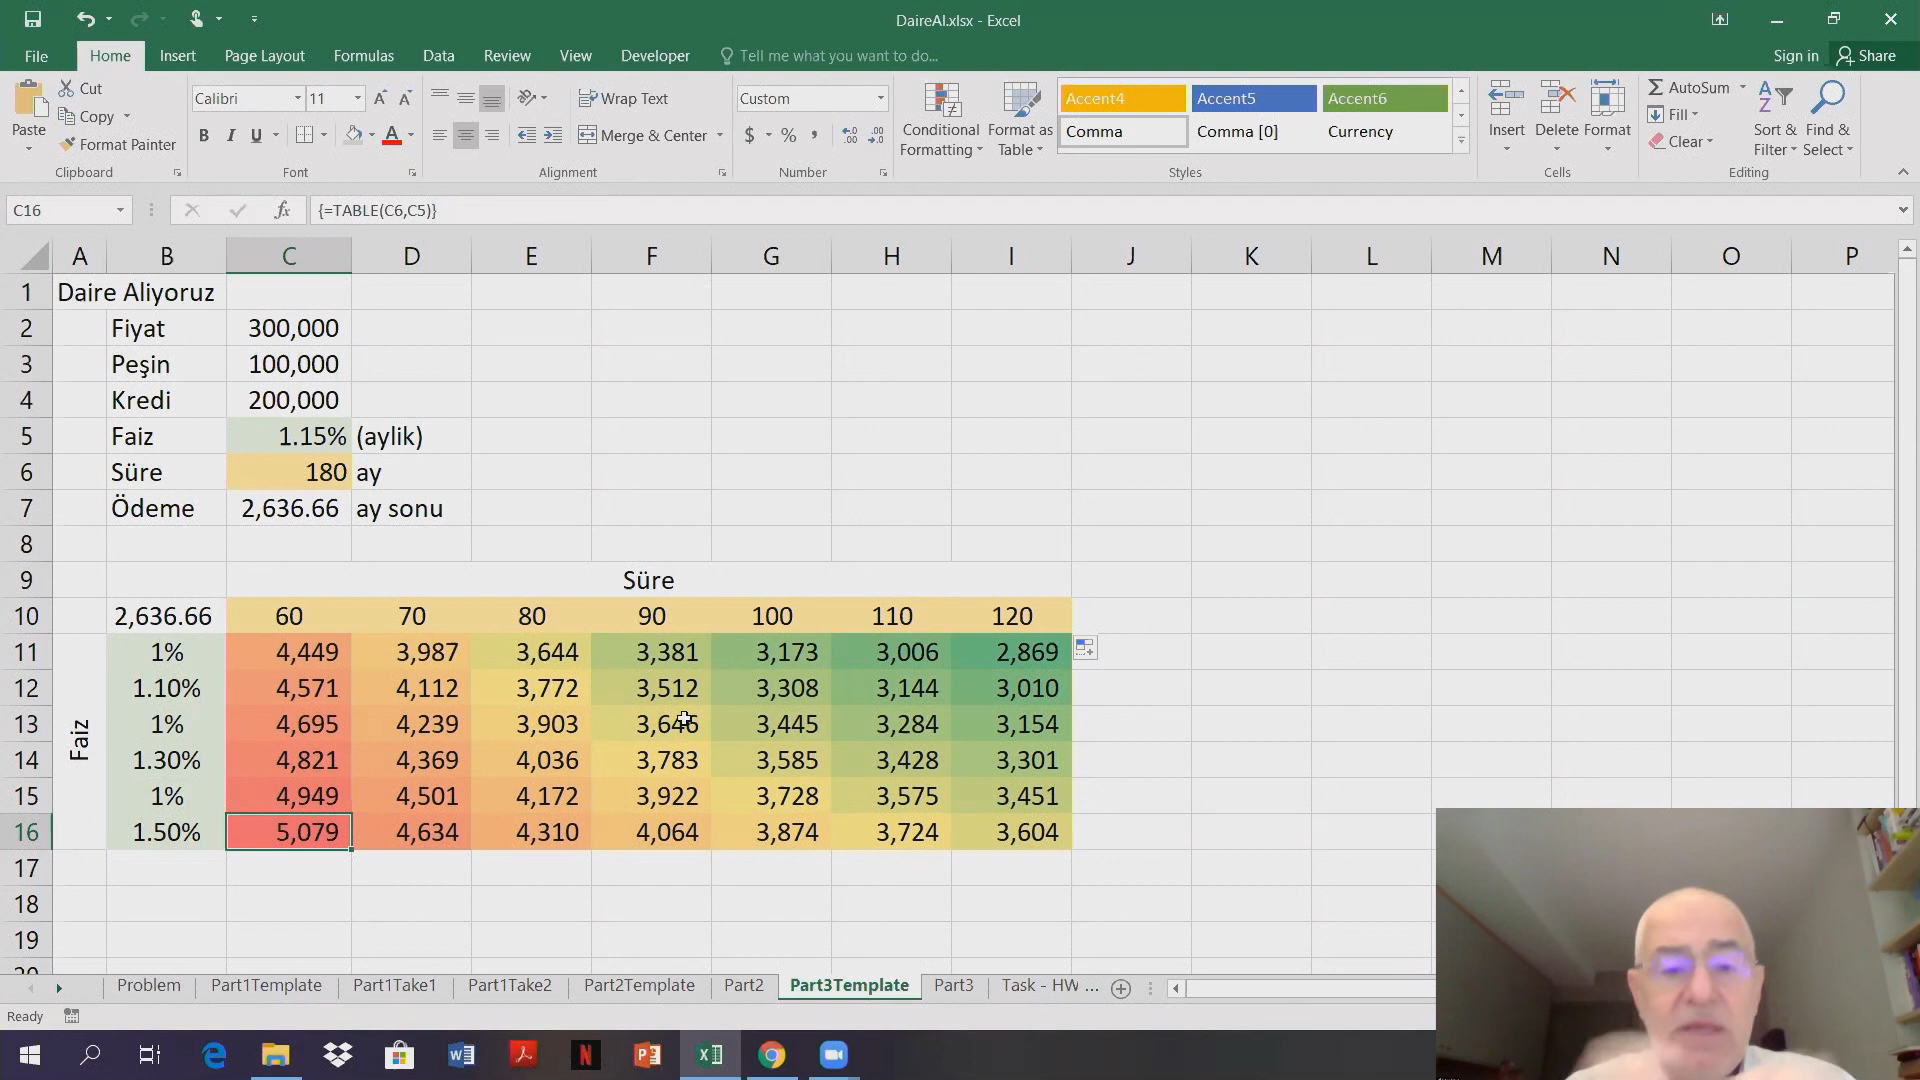 DaireAl.xlsx - Excel
File Home Insert Page Layout Formulas Data Review View Developer Tell me what you want to do... Sign in Share
Paste Cut Copy Format Painter Clipboard
Calibri 11 B I U A A A Font
Wrap Text Merge & Center Alignment
Custom $ % , Number
Conditional Formatting Format as Table
Accent4 Accent5 Accent6
Comma Comma [0] Currency
Styles
Insert Delete Format Cells
AutoSum Fill Clear Sort & Filter Find & Select Editing
C16 fx {=TABLE(C6,C5)}
A B C D E F G H I J K L M N O P
1 Daire Aliyoruz
2 Fiyat 300,000
3 Peşin 100,000
4 Kredi 200,000
5 Faiz 1.15% (aylik)
6 Süre 180 ay
7 Ödeme 2,636.66 ay sonu
8
9 Süre
10 2,636.66 60 70 80 90 100 110 120
11 1% 4,449 3,987 3,644 3,381 3,173 3,006 2,869
12 1.10% 4,571 4,112 3,772 3,512 3,308 3,144 3,010
13 1% 4,695 4,239 3,903 3,646 3,445 3,284 3,154
Faiz
14 1.30% 4,821 4,369 4,036 3,783 3,585 3,428 3,301
15 1% 4,949 4,501 4,172 3,922 3,728 3,575 3,451
16 1.50% 5,079 4,634 4,310 4,064 3,874 3,724 3,604
17
18
19
20
Problem Part1Template Part1Take1 Part1Take2 Part2Template Part2 Part3Template Part3 Task - HW ...
Ready